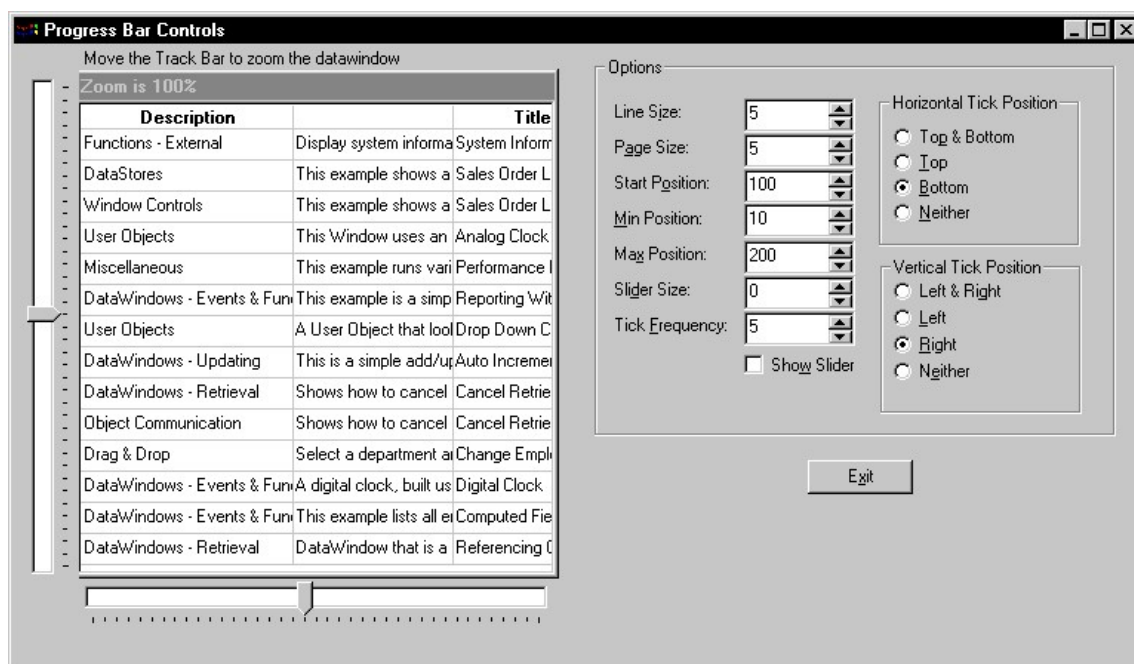 Progress Bar Controls
Move the Track Bar to zoom the datawindow
Zoom is 100%
Description Title
Functions - External Display system informa System Inform
DataStores This example shows a Sales Order L
Window Controls This example shows a Sales Order L
User Objects This Window uses an Analog Clock
Miscellaneous This example runs vari Performance
DataWindows - Events & Fun This example is a simp Reporting Wit
User Objects A User Object that lool Drop Down C
DataWindows - Updating This is a simple add/up Auto Incremen
DataWindows - Retrieval Shows how to cancel Cancel Retrie
Object Communication Shows how to cancel Cancel Retrie
Drag & Drop Select a department a Change Empl
DataWindows - Events & Fun A digital clock, built us Digital Clock
DataWindows - Events & Fun This example lists all e Computed Fie
DataWindows - Retrieval DataWindow that is a Referencing
Options
Line Size: 5
Page Size: 5
Start Position: 100
Min Position: 10
Max Position: 200
Slider Size: 0
Tick Frequency: 5
Show Slider
Horizontal Tick Position
Top & Bottom
Top
Bottom
Neither
Vertical Tick Position
Left & Right
Left
Right
Neither
Exit